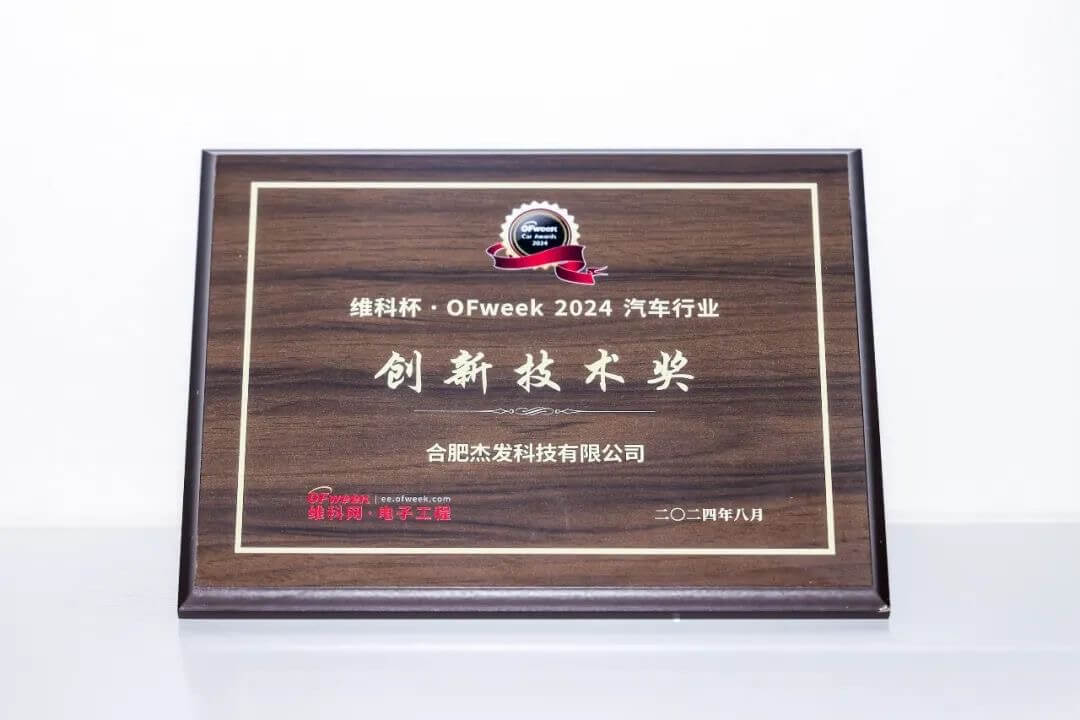 OFweek
Car Awards
2024
维科杯·OFweek 2024 汽车行业
创新技术奖
合肥杰发科技有限公司
OFweek | ee.ofweek.com
维科网·电子工程
二〇二四年八月